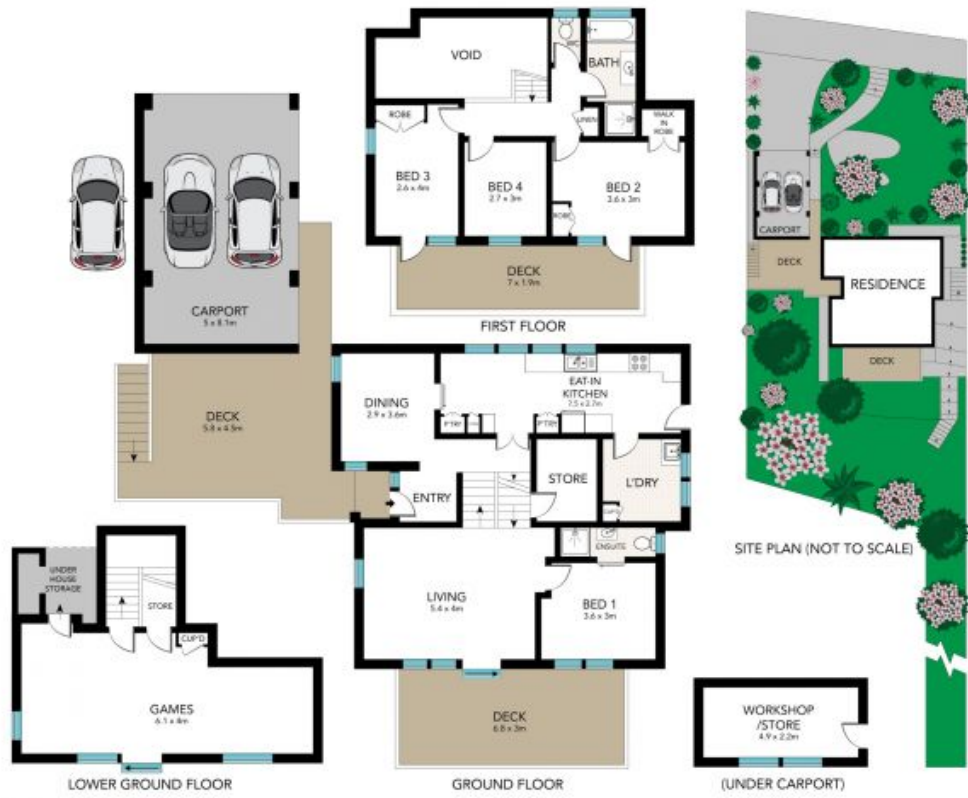 VOID
W.C
BATH
ROBE
LINEN
WALK
IN
ROBE
BED 3
2.6 x 4m
BED 4
2.7 x 3m
BED 2
3.6 x 3m
ROBE
DECK
7 x 1.9m
FIRST FLOOR
CARPORT
5 x 8.1m
DECK
5.8 x 4.5m
DINING
2.9 x 3.6m
EAT-IN
KITCHEN
7.5 x 2.7m
P'TRY
P'TRY
ENTRY
STORE
L'DRY
CUP'D
ENSUITE
LIVING
5.4 x 4m
BED 1
3.6 x 3m
DECK
6.8 x 3m
GROUND FLOOR
UNDER
HOUSE
STORAGE
STORE
CUP'D
GAMES
6.1 x 4m
LOWER GROUND FLOOR
CARPORT
DECK
RESIDENCE
DECK
SITE PLAN (NOT TO SCALE)
WORKSHOP
/STORE
4.9 x 2.2m
(UNDER CARPORT)